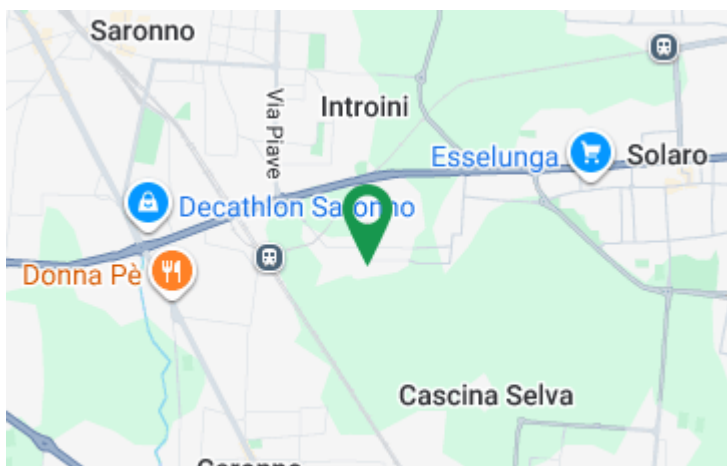 Saronno
Introini
Via Piave
Esselunga
Solaro
Decathlon Saronno
Donna Pè
Cascina Selva